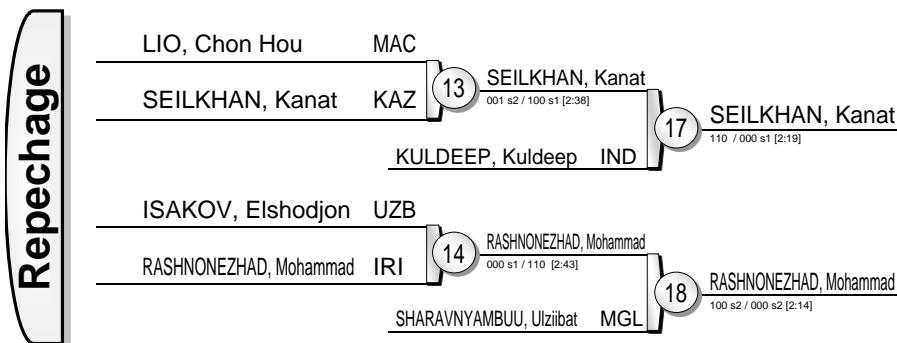 Repechage
LIO, Chon Hou MAC
SEILKHAN, Kanat KAZ
13
SEILKHAN, Kanat
001 s2 / 100 s1 [2:38]
KULDEEP, Kuldeep IND
17
SEILKHAN, Kanat
110 / 000 s1 [2:19]
ISAKOV, Elshodjon UZB
RASHNONEZHAD, Mohammad IRI
14
RASHNONEZHAD, Mohammad
000 s1 / 110 [2:43]
SHARAVNYAMBUU, Ulziibat MGL
18
RASHNONEZHAD, Mohammad
100 s2 / 000 s2 [2:14]